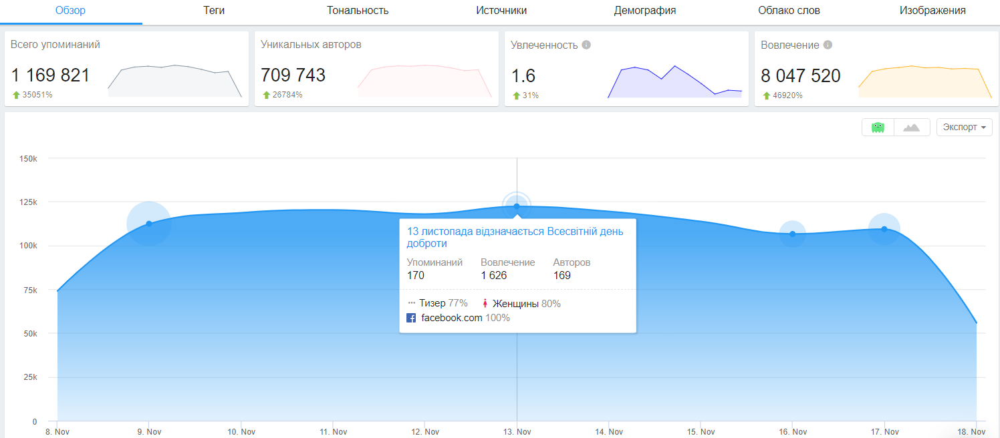 Обзор Теги Тональность Источники Демография Облако слов Изображения
Всего упоминаний
1 169 821
35051%
Уникальных авторов
709 743
26784%
Увлеченность
1.6
31%
Вовлечение
8 047 520
46920%
Экспорт
150k
125k
100k
75k
50k
25k
0
13 листопада відзначається Всесвітній день
доброти
Упоминаний Вовлечение Авторов
170 1 626 169
Тизер 77% Женщины 80%
facebook.com 100%
8. Nov 9. Nov 10. Nov 11. Nov 12. Nov 13. Nov 14. Nov 15. Nov 16. Nov 17. Nov 18. Nov